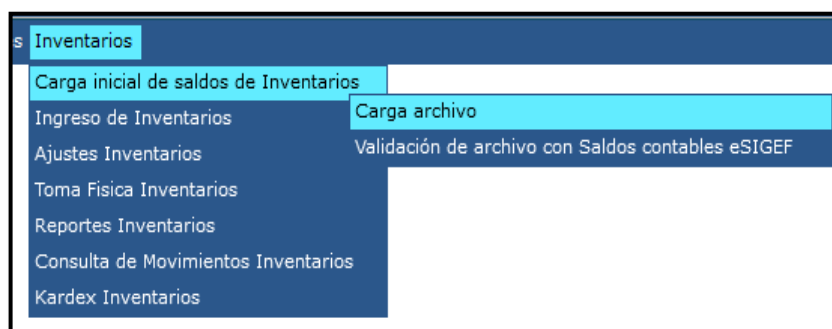 s Inventarios
Carga inicial de saldos de Inventarios
Carga archivo
Ingreso de Inventarios
Validación de archivo con Saldos contables eSIGEF
Ajustes Inventarios
Toma Fisica Inventarios
Reportes Inventarios
Consulta de Movimientos Inventarios
Kardex Inventarios